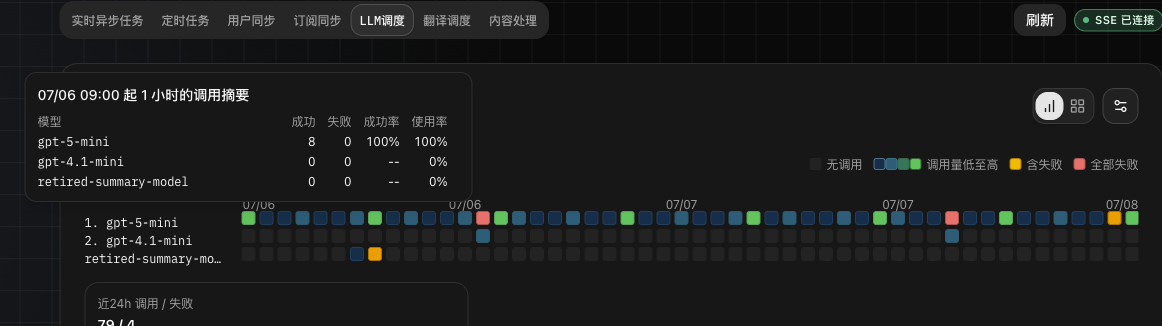 实时异步任务 定时任务 用户同步 订阅同步 LLM调度 翻译调度 内容处理 刷新 SSE 已连接
07/06 09:00 起 1 小时的调用摘要
模型 成功 失败 成功率 使用率
gpt-5-mini 8 0 100% 100%
gpt-4.1-mini 0 0 -- 0%
retired-summary-model 0 0 -- 0%
无调用 调用量低至高 含失败 全部失败
07/06 07/06 07/07 07/07 07/08
1. gpt-5-mini
2. gpt-4.1-mini
retired-summary-mo…
近24h 调用 / 失败
79 / 4